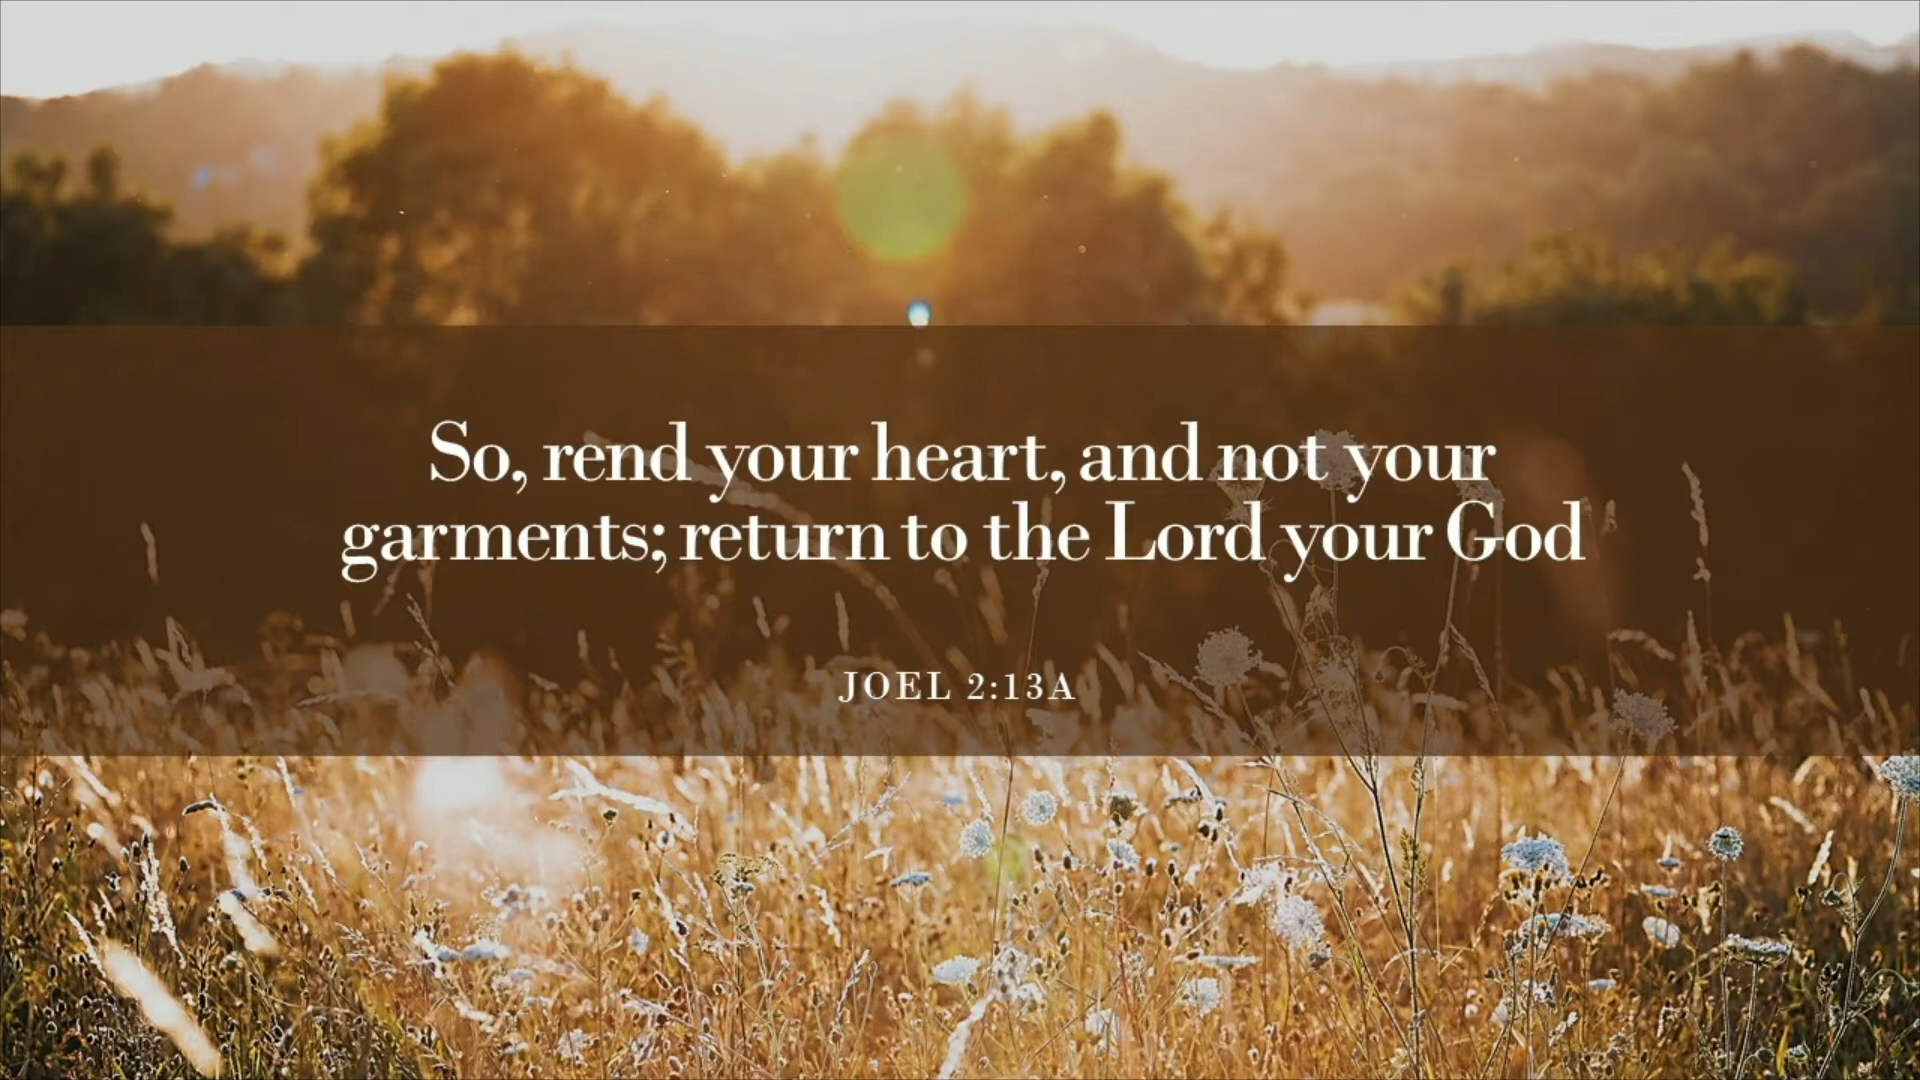 So, rend your heart, and not your
garments; return to the Lord your God
JOEL 2:13A